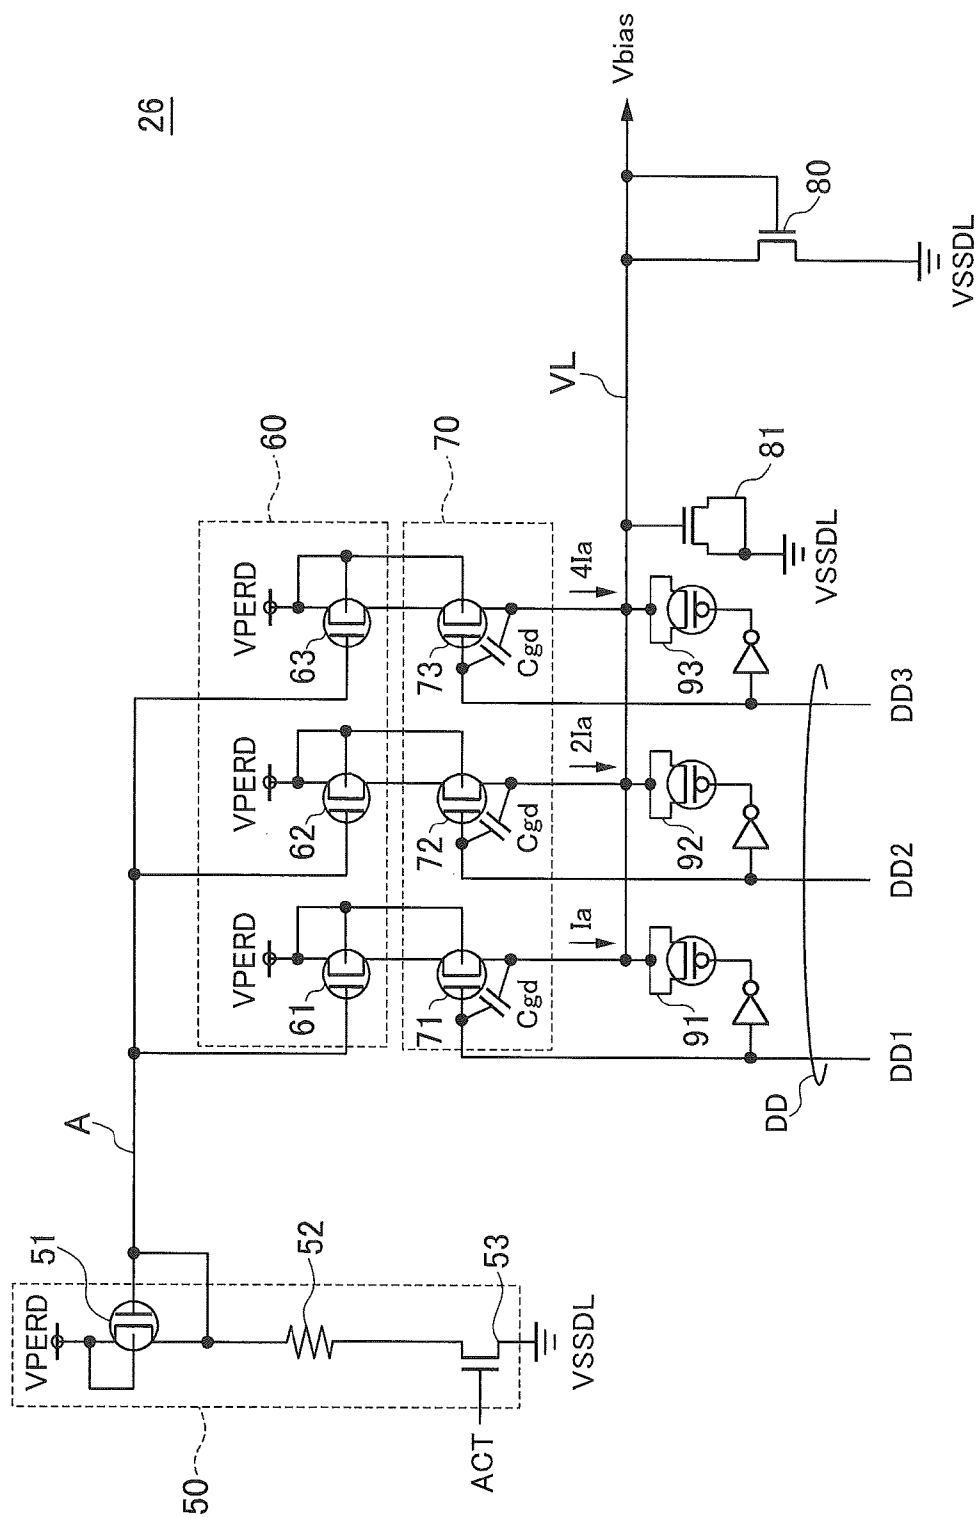 26
50
VPERD
51
A
52
53
ACT
VSSDL
60
VPERD
VPERD
VPERD
61
62
63
70
71
72
73
Cgd
Cgd
Cgd
Ia
2Ia
4Ia
VL
Vbias
91
92
93
81
VSSDL
80
VSSDL
DD
DD1
DD2
DD3